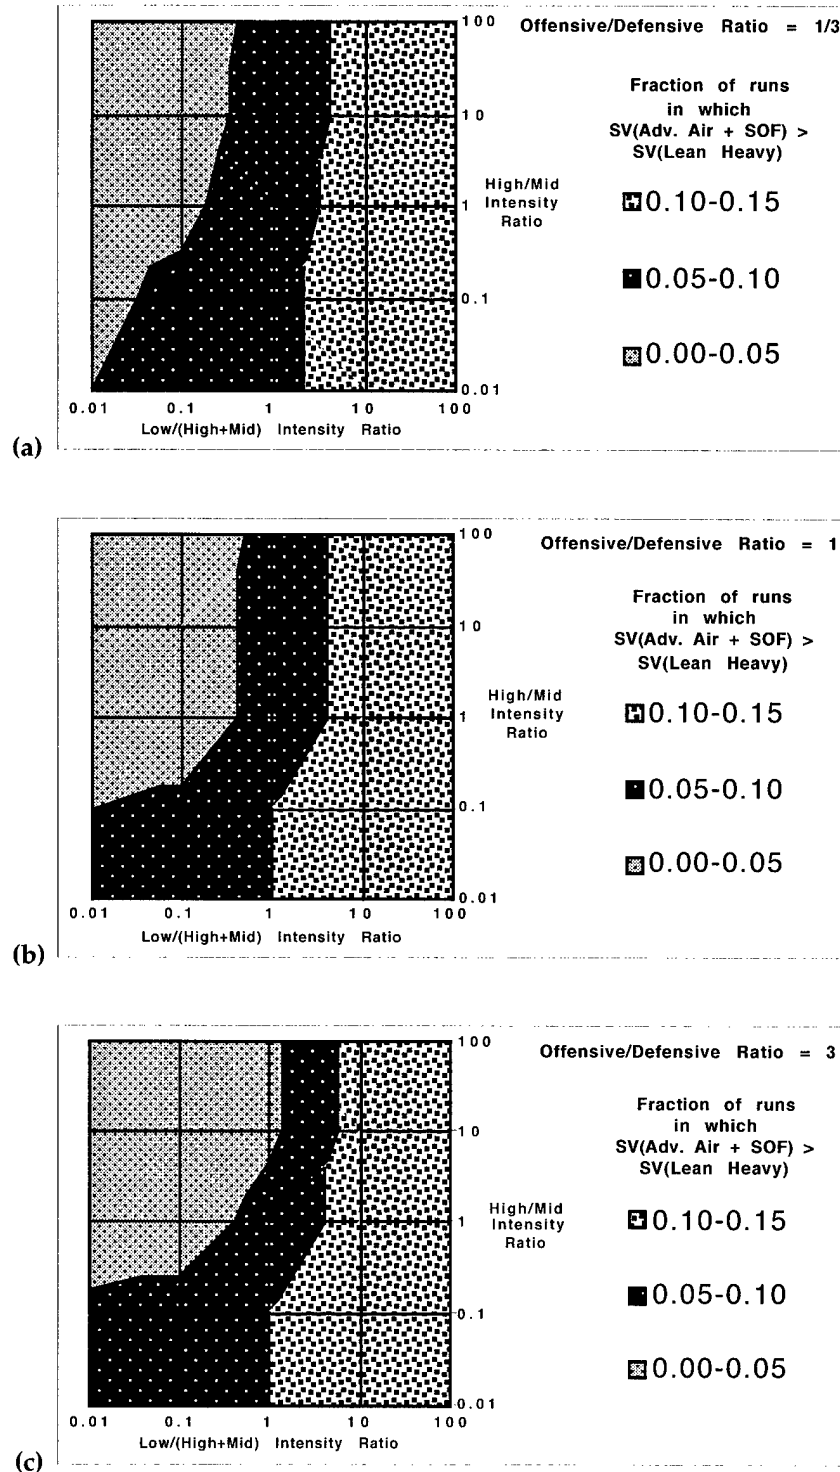 Offensive/Defensive Ratio = 1/3
Fraction of runs
in which
SV(Adv. Air + SOF) >
SV(Lean Heavy)
0.10-0.15
0.05-0.10
0.00-0.05
100
10
1
0.1
0.01
High/Mid
Intensity
Ratio
0.01 0.1 1 10 100
Low/(High+Mid) Intensity Ratio
(a)
Offensive/Defensive Ratio = 1
Fraction of runs
in which
SV(Adv. Air + SOF) >
SV(Lean Heavy)
0.10-0.15
0.05-0.10
0.00-0.05
100
10
1
0.1
0.01
High/Mid
Intensity
Ratio
0.01 0.1 1 10 100
Low/(High+Mid) Intensity Ratio
(b)
Offensive/Defensive Ratio = 3
Fraction of runs
in which
SV(Adv. Air + SOF) >
SV(Lean Heavy)
0.10-0.15
0.05-0.10
0.00-0.05
100
10
1
0.1
0.01
High/Mid
Intensity
Ratio
0.01 0.1 1 10 100
Low/(High+Mid) Intensity Ratio
(c)